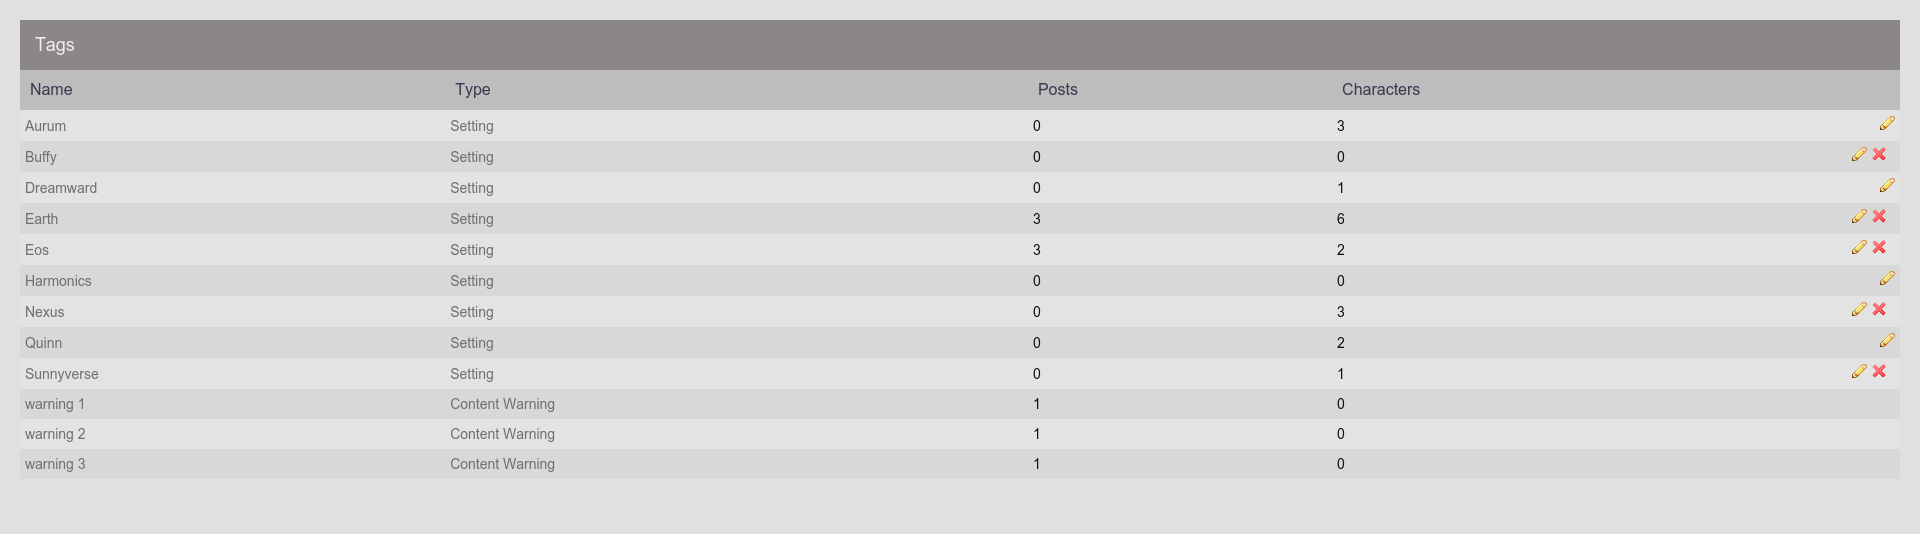 Tags
Name Type Posts Characters
Aurum Setting 0 3
Buffy Setting 0 0
Dreamward Setting 0 1
Earth Setting 3 6
Eos Setting 3 2
Harmonics Setting 0 0
Nexus Setting 0 3
Quinn Setting 0 2
Sunnyverse Setting 0 1
warning 1 Content Warning 1 0
warning 2 Content Warning 1 0
warning 3 Content Warning 1 0